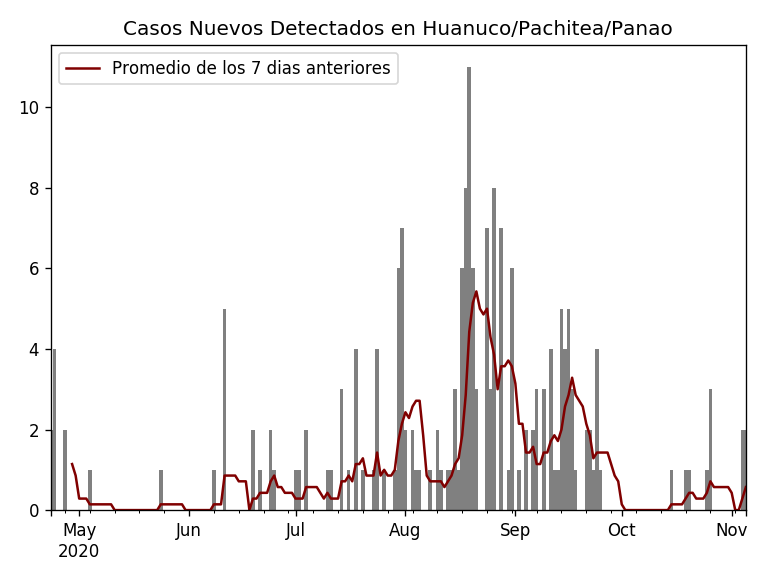 Casos Nuevos Detectados en Huanuco/Pachitea/Panao
Promedio de los 7 dias anteriores
10
8
6
4
2
0
May Jun Jul Aug Sep Oct Nov
2020